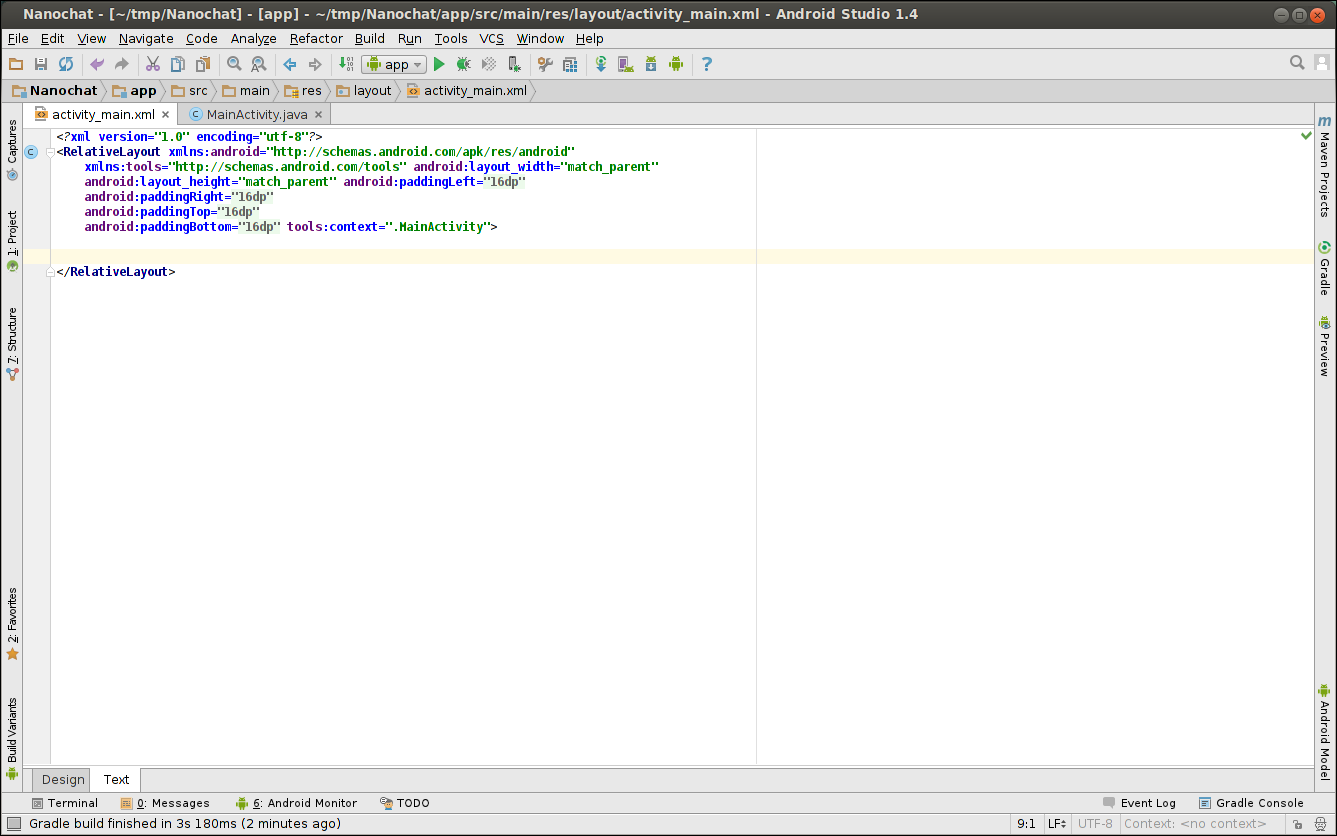 Nanochat - [~/tmp/Nanochat] - [app] - ~/tmp/Nanochat/app/src/main/res/layout/activity_main.xml - Android Studio 1.4
File Edit View Navigate Code Analyze Refactor Build Run Tools VCS Window Help
app
Nanochat app src main res layout activity_main.xml
activity_main.xml MainActivity.java
<?xml version="1.0" encoding="utf-8"?>
<RelativeLayout xmlns:android="http://schemas.android.com/apk/res/android"
    xmlns:tools="http://schemas.android.com/tools" android:layout_width="match_parent"
    android:layout_height="match_parent" android:paddingLeft="16dp"
    android:paddingRight="16dp"
    android:paddingTop="16dp"
    android:paddingBottom="16dp" tools:context=".MainActivity">
</RelativeLayout>
Captures
1: Project
7: Structure
2: Favorites
Build Variants
Maven Projects
Gradle
Preview
Android Model
Design Text
Terminal 0: Messages 6: Android Monitor TODO Event Log Gradle Console
Gradle build finished in 3s 180ms (2 minutes ago) 9:1 LF UTF-8 Context: <no context>